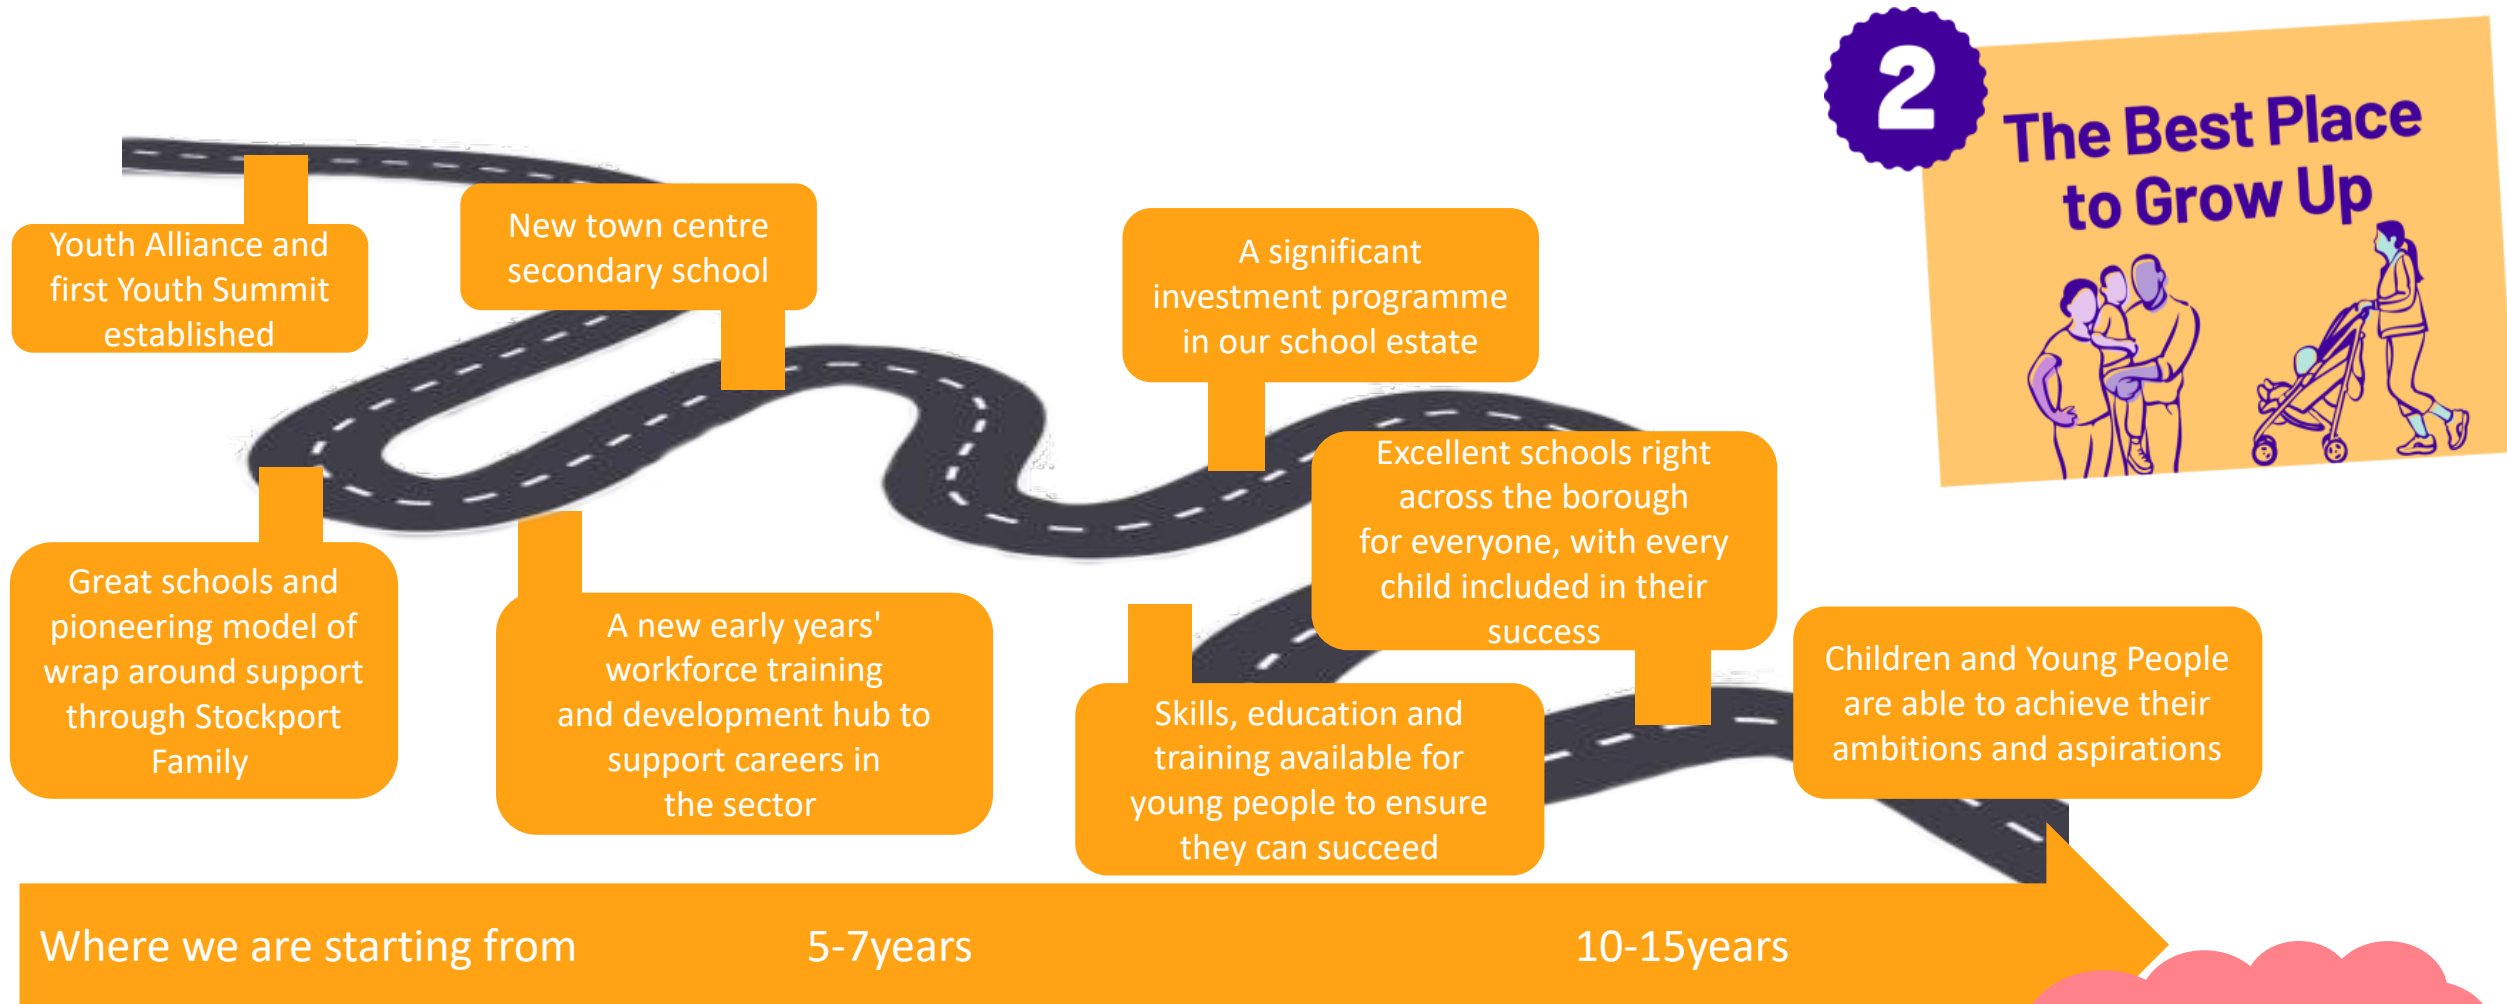 2
The Best Place
to Grow Up
Youth Alliance and
first Youth Summit
established
New town centre
secondary school
A significant
investment programme
in our school estate
Great schools and
pioneering model of
wrap around support
through Stockport
Family
A new early years'
workforce training
and development hub to
support careers in
the sector
Excellent schools right
across the borough
for everyone, with every
child included in their
success
Skills, education and
training available for
young people to ensure
they can succeed
Children and Young People
are able to achieve their
ambitions and aspirations
Where we are starting from
5-7years
10-15years